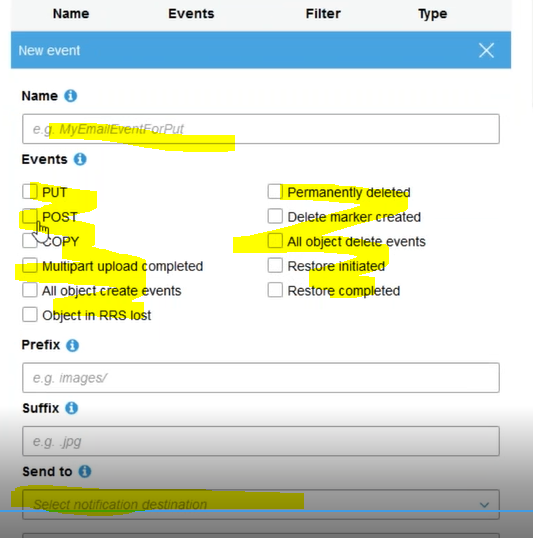 Name Events Filter Type
New event
Name
e.g. MyEmailEventForPut
Events
PUT Permanently deleted
POST Delete marker created
COPY All object delete events
Multipart upload completed Restore initiated
All object create events Restore completed
Object in RRS lost
Prefix
e.g. images/
Suffix
e.g. .jpg
Send to
Select notification destination